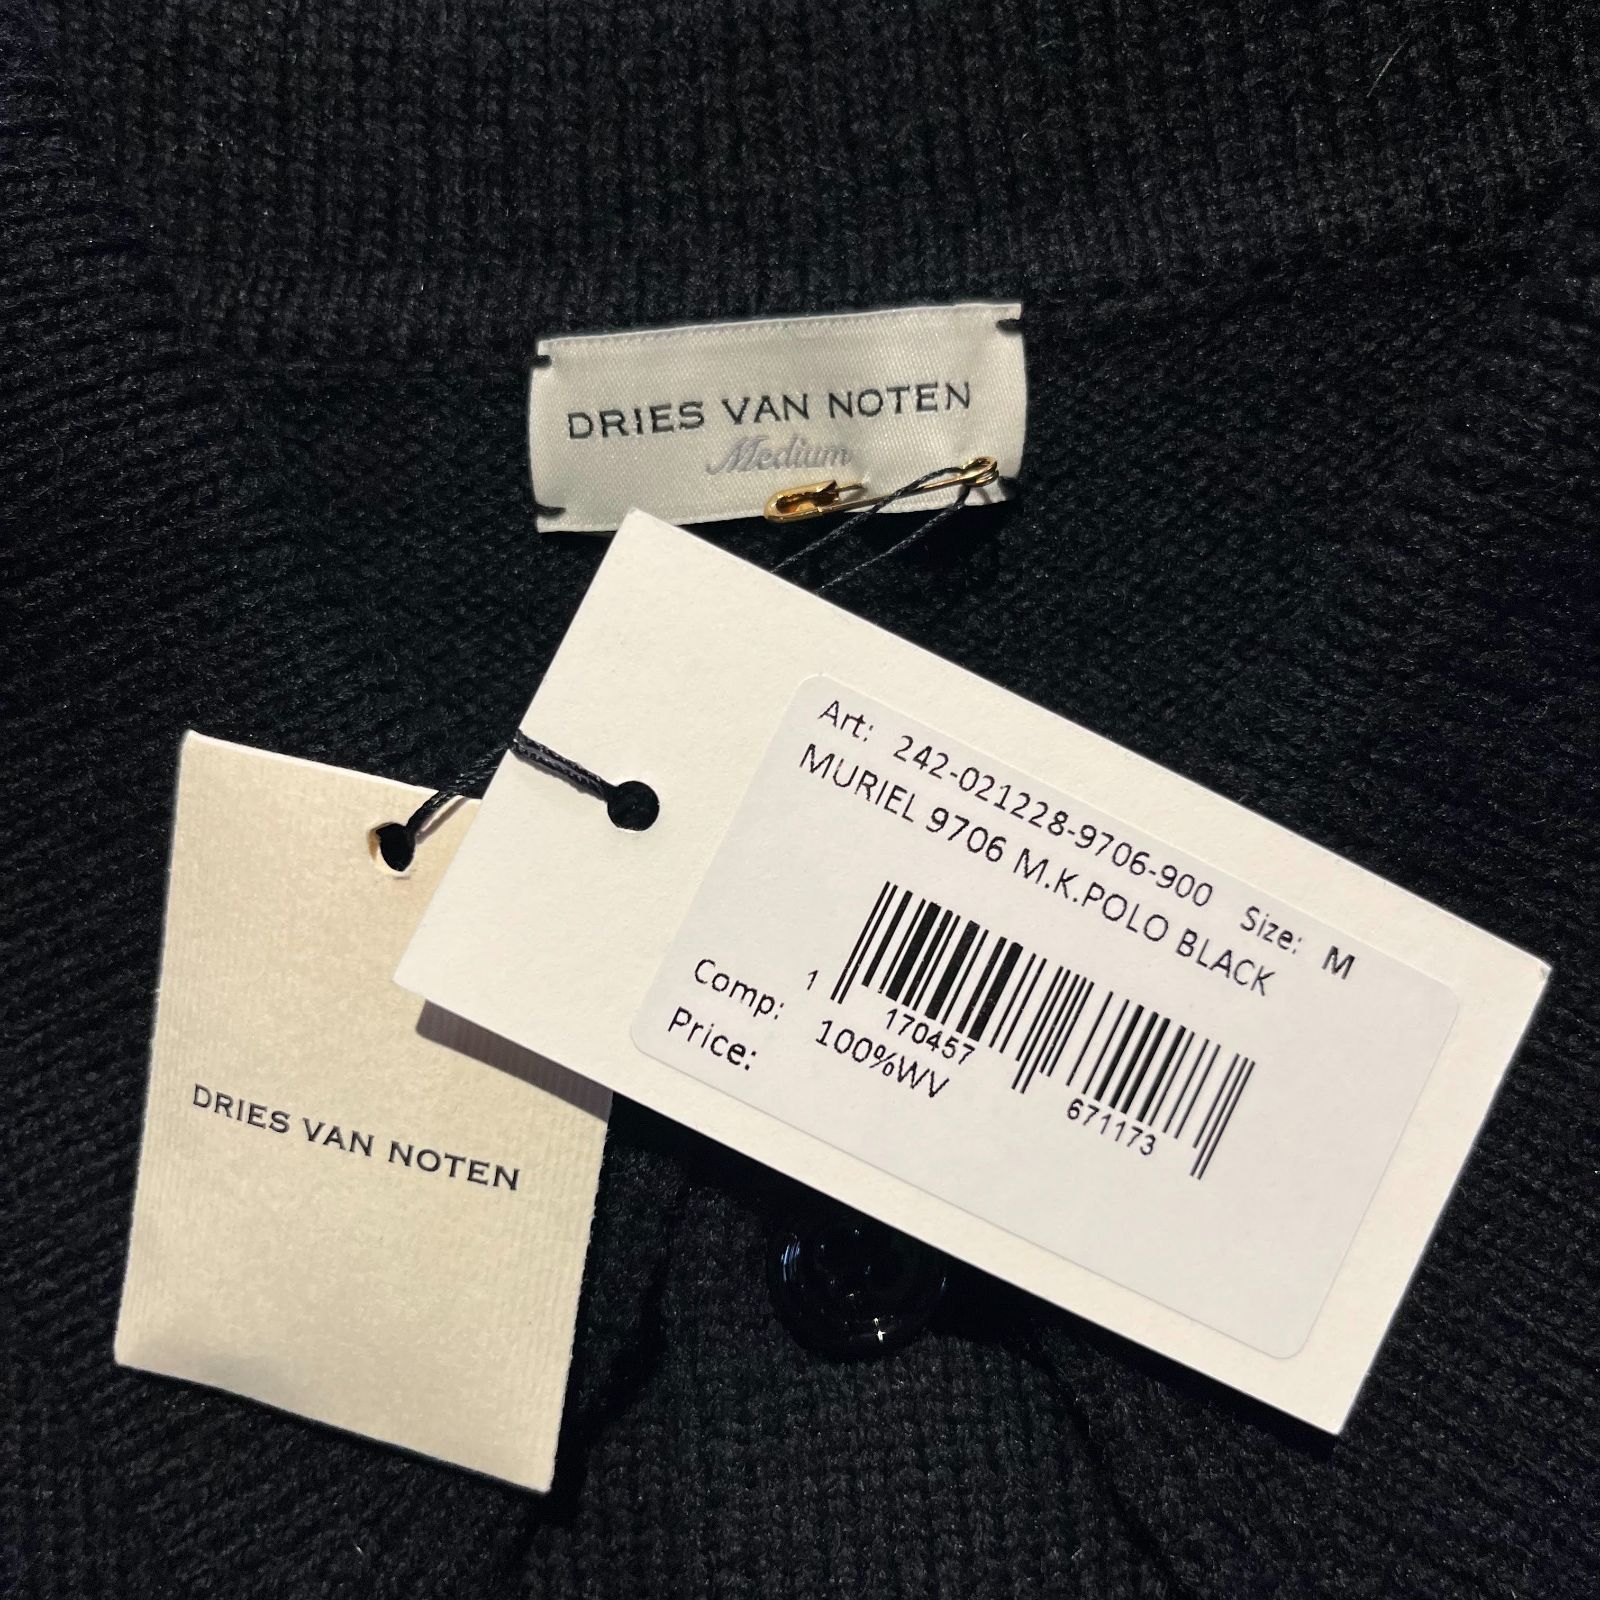 DRIES VAN NOTEN
Medium
Art: 242-021228-9706-900 Size: M
MURIEL 9706 M.K.POLO BLACK
1 170457 671173
Comp: 100%WV
Price:
DRIES VAN NOTEN